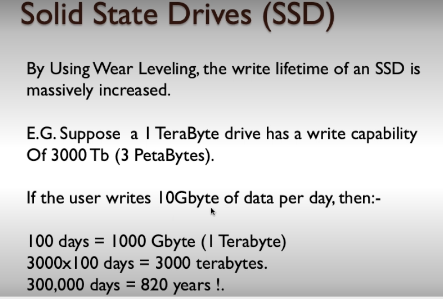 Solid State Drives (SSD)
By Using Wear Leveling, the write lifetime of an SSD is
massively increased.
E.G. Suppose a 1 TeraByte drive has a write capability
Of 3000 Tb (3 PetaBytes).
If the user writes 10Gbyte of data per day, then:-
100 days = 1000 Gbyte (1 Terabyte)
3000x100 days = 3000 terabytes.
300,000 days = 820 years !.